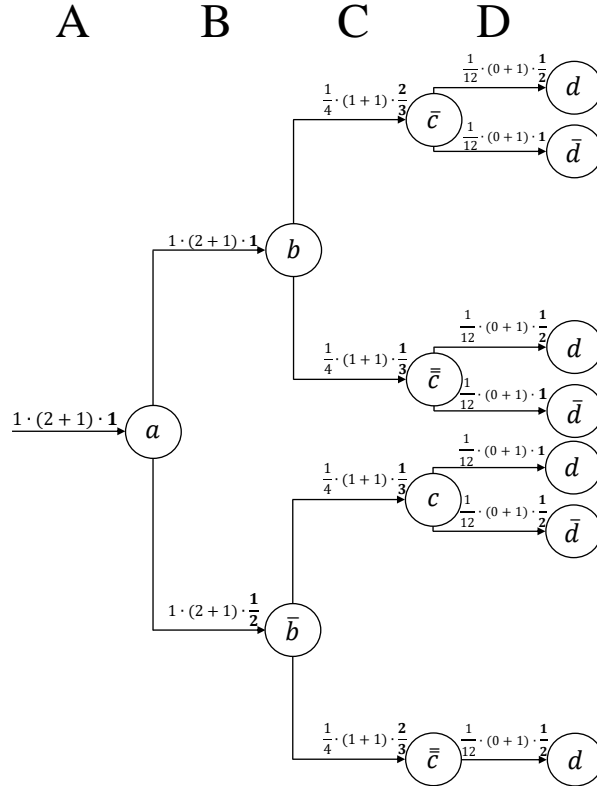 A B C D
1/12 · (0 + 1) · 1/2
d
1/4 · (1 + 1) · 2/3
c̄
1/12 · (0 + 1) · 1
d̄
1 · (2 + 1) · 1
b
1/12 · (0 + 1) · 1/2
d
1/4 · (1 + 1) · 1/3
c̿
1/12 · (0 + 1) · 1
d̄
1 · (2 + 1) · 1
a
1/12 · (0 + 1) · 1
d
1/4 · (1 + 1) · 1/3
c
1/12 · (0 + 1) · 1/2
d̄
1 · (2 + 1) · 1/2
b̄
1/4 · (1 + 1) · 2/3
c̿
1/12 · (0 + 1) · 1/2
d